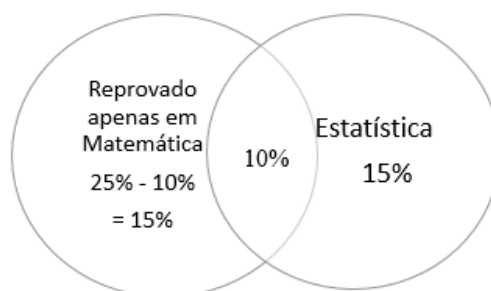 Reprovado
apenas em
Matemática
25% - 10%
= 15%
10%
Estatística
15%